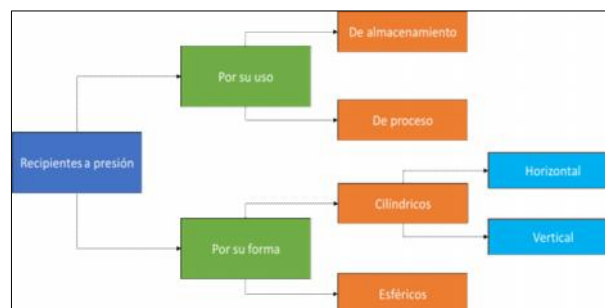 De almacenamiento
Por su uso
De proceso
Recipientes a presión
Horizontal
Cilíndricos
Vertical
Por su forma
Esféricos